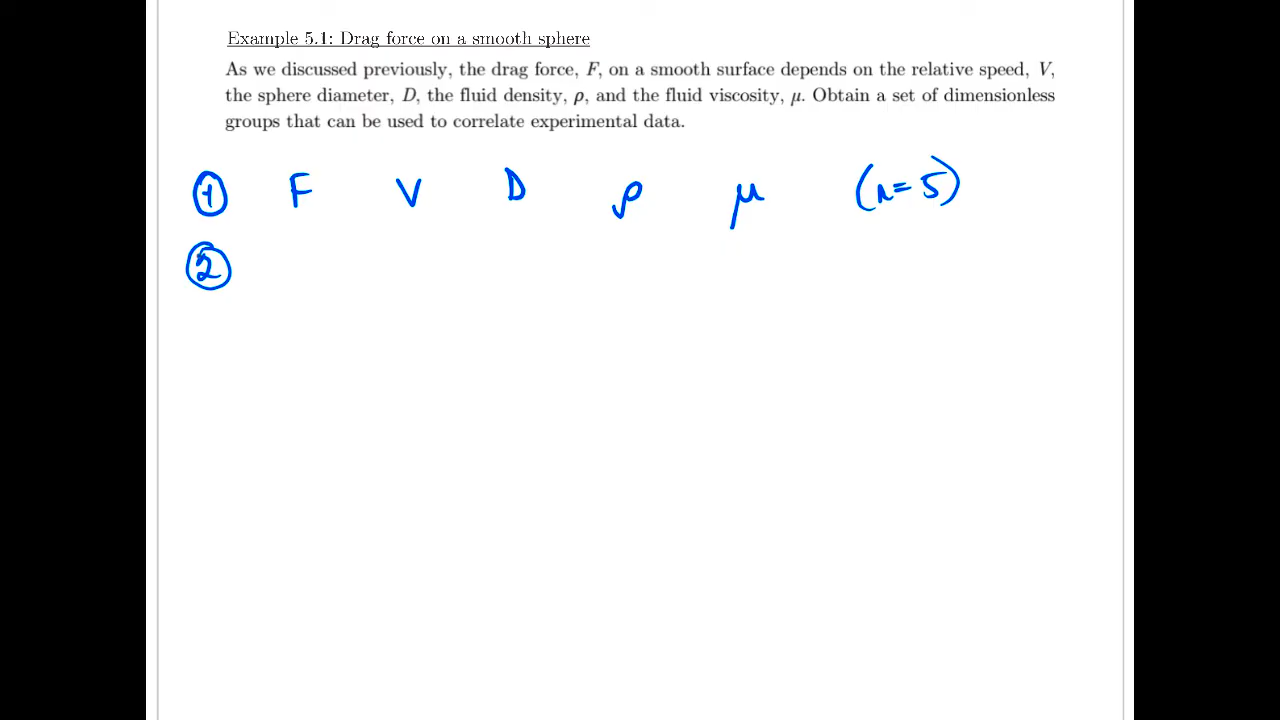 Example 5.1: Drag force on a smooth sphere
As we discussed previously, the drag force, F, on a smooth surface depends on the relative speed, V,
the sphere diameter, D, the fluid density, ρ, and the fluid viscosity, μ. Obtain a set of dimensionless
groups that can be used to correlate experimental data.
① F V D ρ μ (n=5)
②